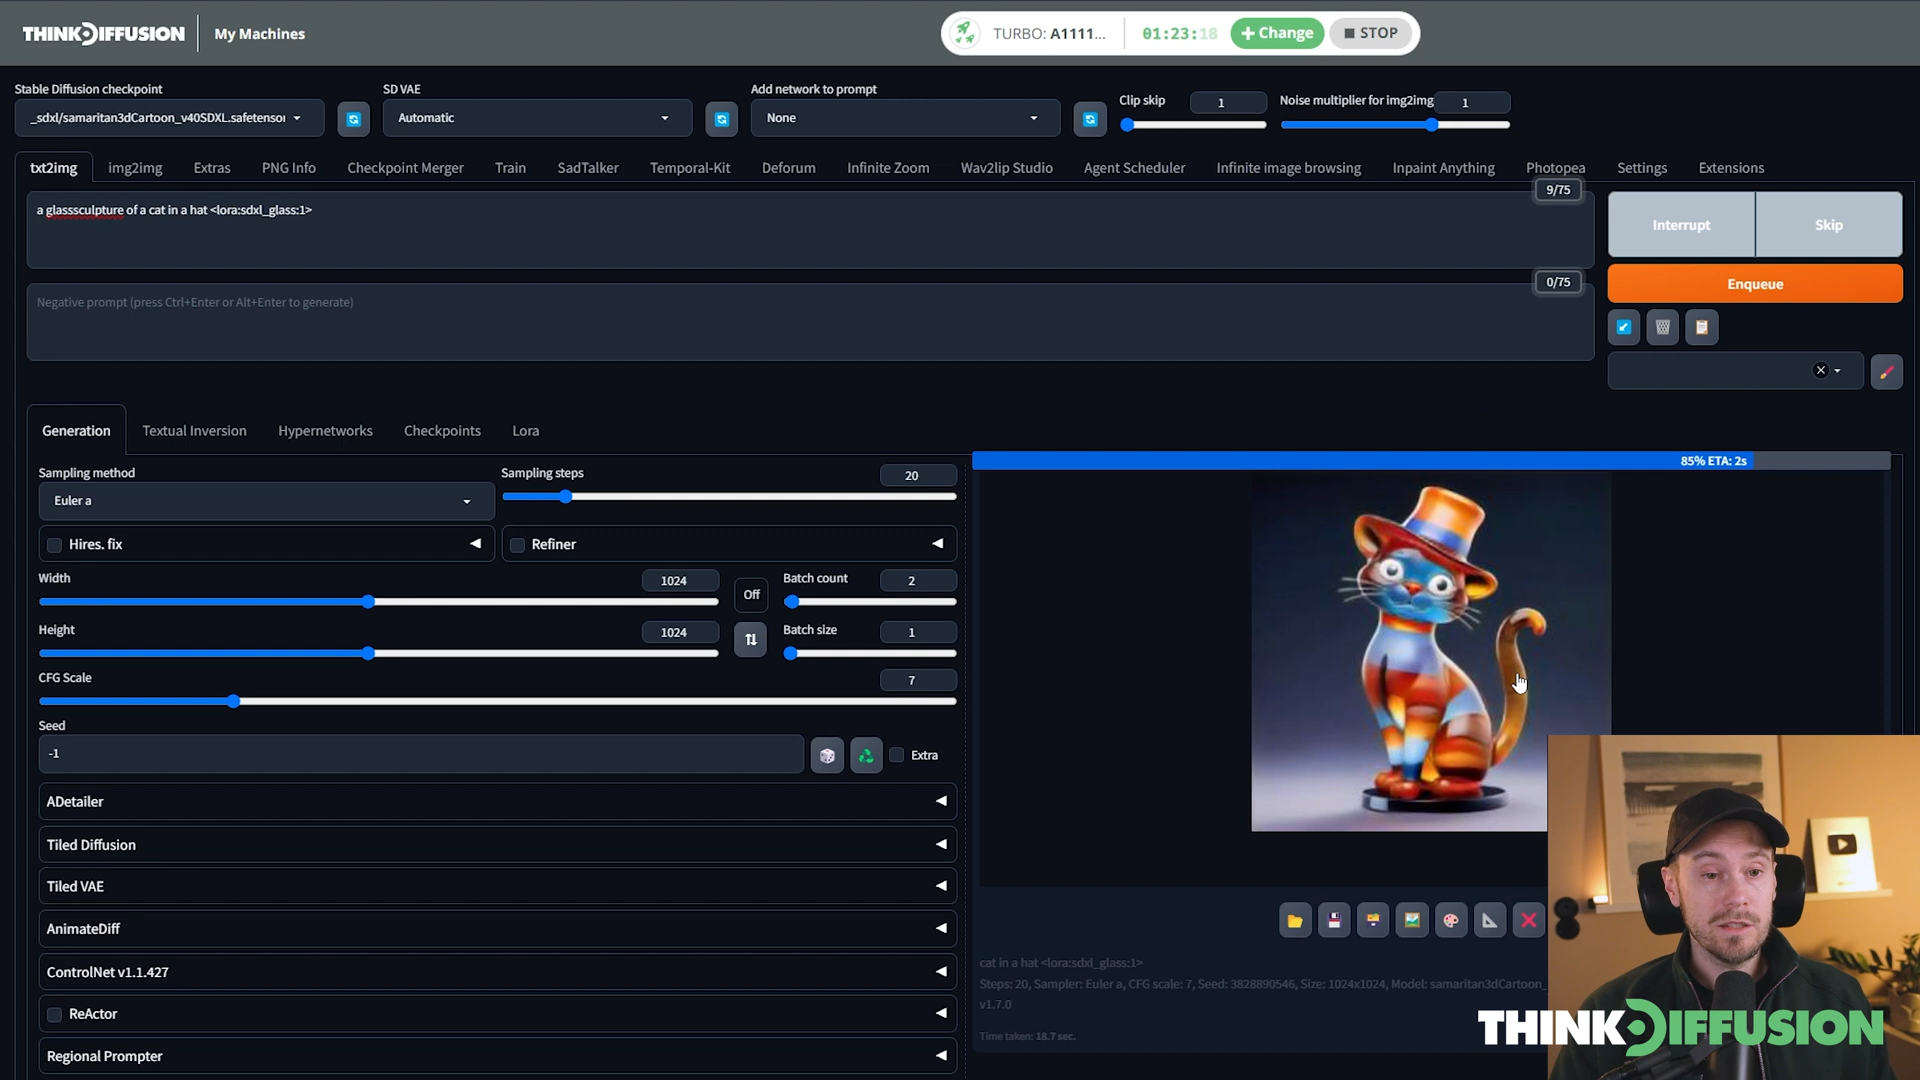 THINKDIFFUSION
My Machines
TURBO: A1111...
01:23:18
Change
STOP
Stable Diffusion checkpoint
SD VAE
Add network to prompt
Clip skip
1
Noise multiplier for img2img
1
_sdxl/samaritan3dCartoon_v40SDXL.safetensor
Automatic
None
txt2img
img2img
Extras
PNG Info
Checkpoint Merger
Train
SadTalker
Temporal-Kit
Deforum
Infinite Zoom
Wav2lip Studio
Agent Scheduler
Infinite image browsing
Inpaint Anything
Photopea
Settings
Extensions
9/75
a glasssculpture of a cat in a hat <lora:sdxl_glass:1>
Interrupt
Skip
0/75
Negative prompt (press Ctrl+Enter or Alt+Enter to generate)
Enqueue
Generation
Textual Inversion
Hypernetworks
Checkpoints
Lora
Sampling method
Sampling steps
20
85% ETA: 2s
Euler a
Hires. fix
Refiner
Width
1024
Off
Batch count
2
Height
1024
Batch size
1
CFG Scale
7
Seed
-1
Extra
ADetailer
Tiled Diffusion
Tiled VAE
AnimateDiff
ControlNet v1.1.427
ReActor
Regional Prompter
cat in a hat <lora:sdxl_glass:1>
Steps: 20, Sampler: Euler a, CFG scale: 7, Seed: 3828890546, Size: 1024x1024, Model: samaritan3dCartoon_
v1.7.0
Time taken: 18.7 sec.
THINKDIFFUSION